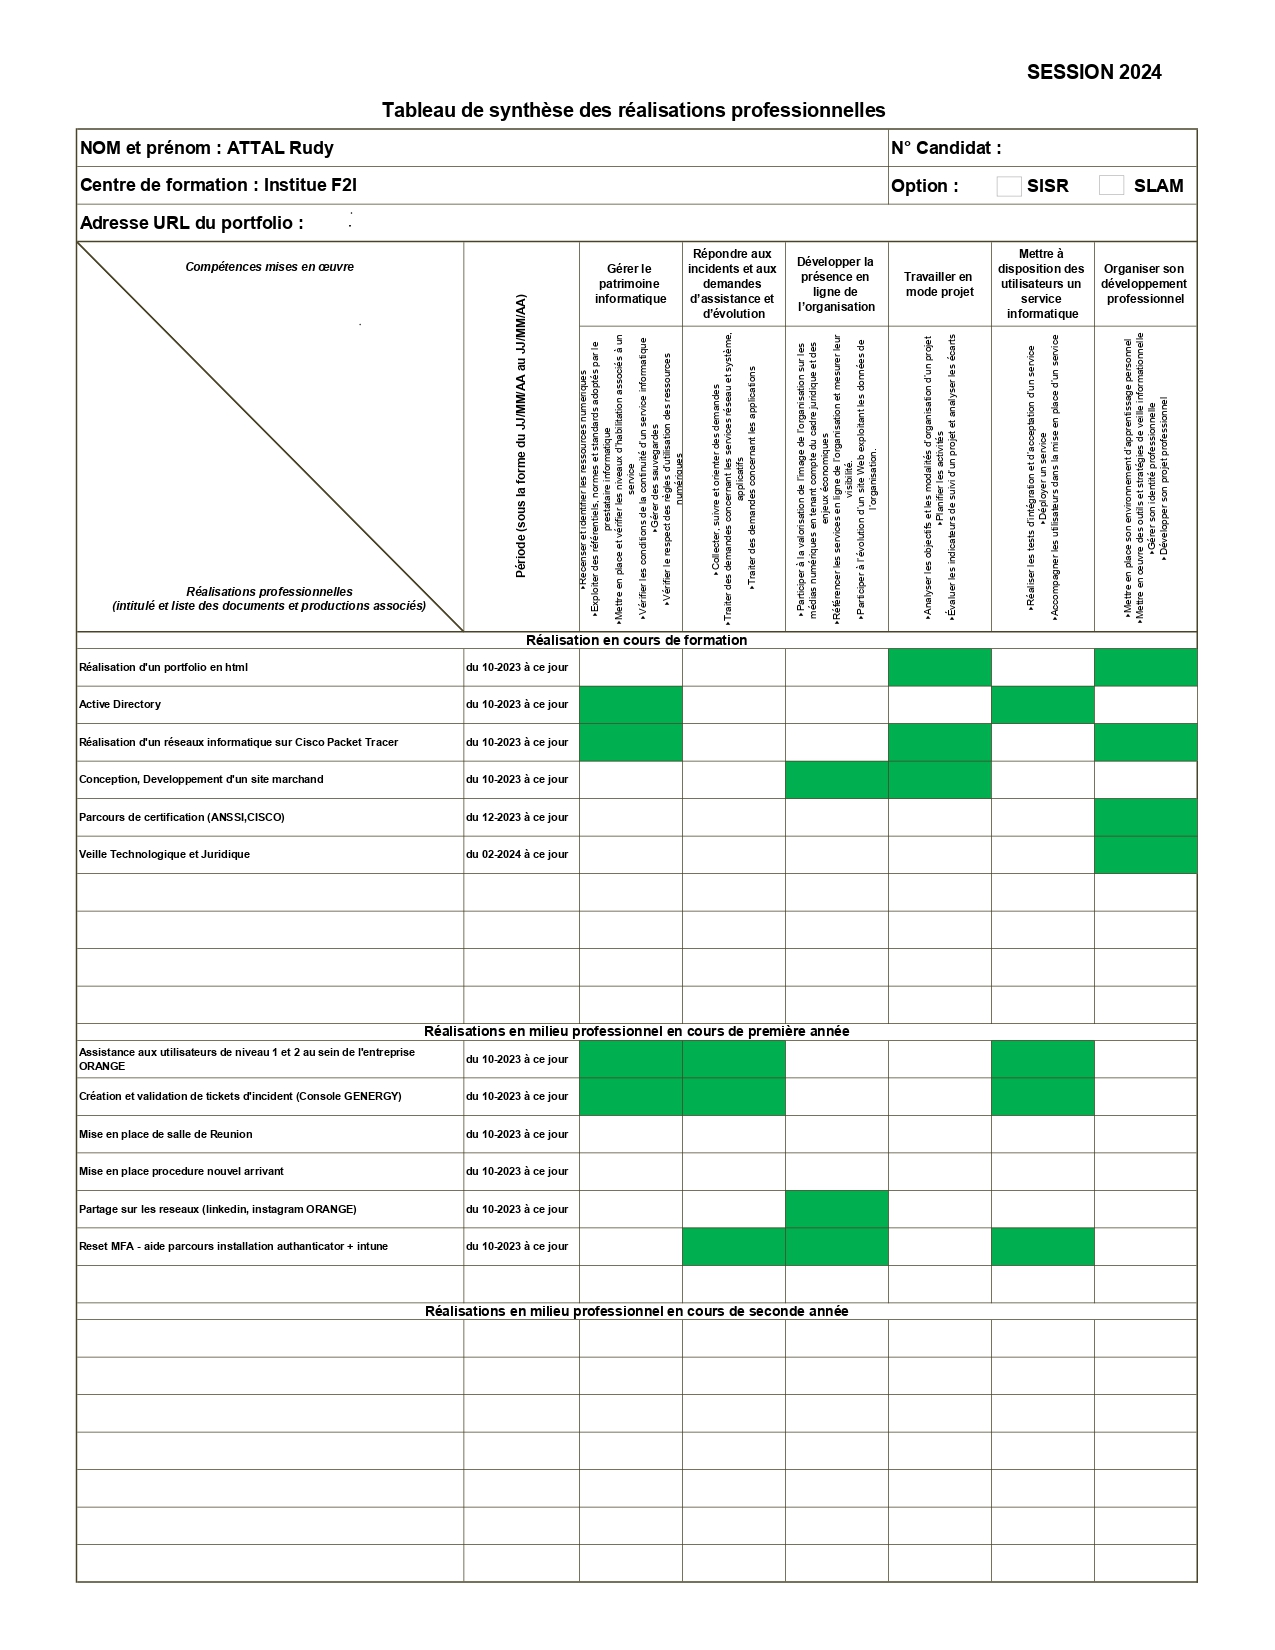 SESSION 2024
Tableau de synthèse des réalisations professionnelles
NOM et prénom : ATTAL Rudy
N° Candidat :
Centre de formation : Institue F2I
Option :
SISR
SLAM
Adresse URL du portfolio :
Compétences mises en œuvre
Réalisations professionnelles
(intitulé et liste des documents et productions associés)
Période (sous la forme du JJ/MM/AA au JJ/MM/AA)
Gérer le
patrimoine
informatique
Répondre aux
incidents et aux
demandes
d'assistance et
d'évolution
Développer la
présence en
ligne de
l'organisation
Travailler en
mode projet
Mettre à
disposition des
utilisateurs un
service
informatique
Organiser son
développement
professionnel
‣Recenser et identifier les ressources numériques
‣Exploiter des référentiels, normes et standards adoptés par le
prestataire informatique
‣Mettre en place et vérifier les niveaux d'habilitation associés à un
service
‣Vérifier les conditions de la continuité d'un service informatique
‣Gérer des sauvegardes
‣Vérifier le respect des règles d'utilisation des ressources
numériques
‣Collecter, suivre et orienter des demandes
‣Traiter des demandes concernant les services réseau et système,
applicatifs
‣Traiter des demandes concernant les applications
‣Participer à la valorisation de l'image de l'organisation sur les
médias numériques en tenant compte du cadre juridique et des
enjeux économiques
‣Référencer les services en ligne de l'organisation et mesurer leur
visibilité.
‣Participer à l'évolution d'un site Web exploitant les données de
l'organisation.
‣Analyser les objectifs et les modalités d'organisation d'un projet
‣Planifier les activités
‣Évaluer les indicateurs de suivi d'un projet et analyser les écarts
‣Réaliser les tests d'intégration et d'acceptation d'un service
‣Déployer un service
‣Accompagner les utilisateurs dans la mise en place d'un service
‣Mettre en place son environnement d'apprentissage personnel
‣Mettre en œuvre des outils et stratégies de veille informationnelle
‣Gérer son identité professionnelle
‣Développer son projet professionnel
Réalisation en cours de formation
Réalisation d'un portfolio en html
du 10-2023 à ce jour
Active Directory
du 10-2023 à ce jour
Réalisation d'un réseaux informatique sur Cisco Packet Tracer
du 10-2023 à ce jour
Conception, Developpement d'un site marchand
du 10-2023 à ce jour
Parcours de certification (ANSSI,CISCO)
du 12-2023 à ce jour
Veille Technologique et Juridique
du 02-2024 à ce jour
Réalisations en milieu professionnel en cours de première année
Assistance aux utilisateurs de niveau 1 et 2 au sein de l'entreprise
ORANGE
du 10-2023 à ce jour
Création et validation de tickets d'incident (Console GENERGY)
du 10-2023 à ce jour
Mise en place de salle de Reunion
du 10-2023 à ce jour
Mise en place procedure nouvel arrivant
du 10-2023 à ce jour
Partage sur les reseaux (linkedin, instagram ORANGE)
du 10-2023 à ce jour
Reset MFA - aide parcours installation authanticator + intune
du 10-2023 à ce jour
Réalisations en milieu professionnel en cours de seconde année